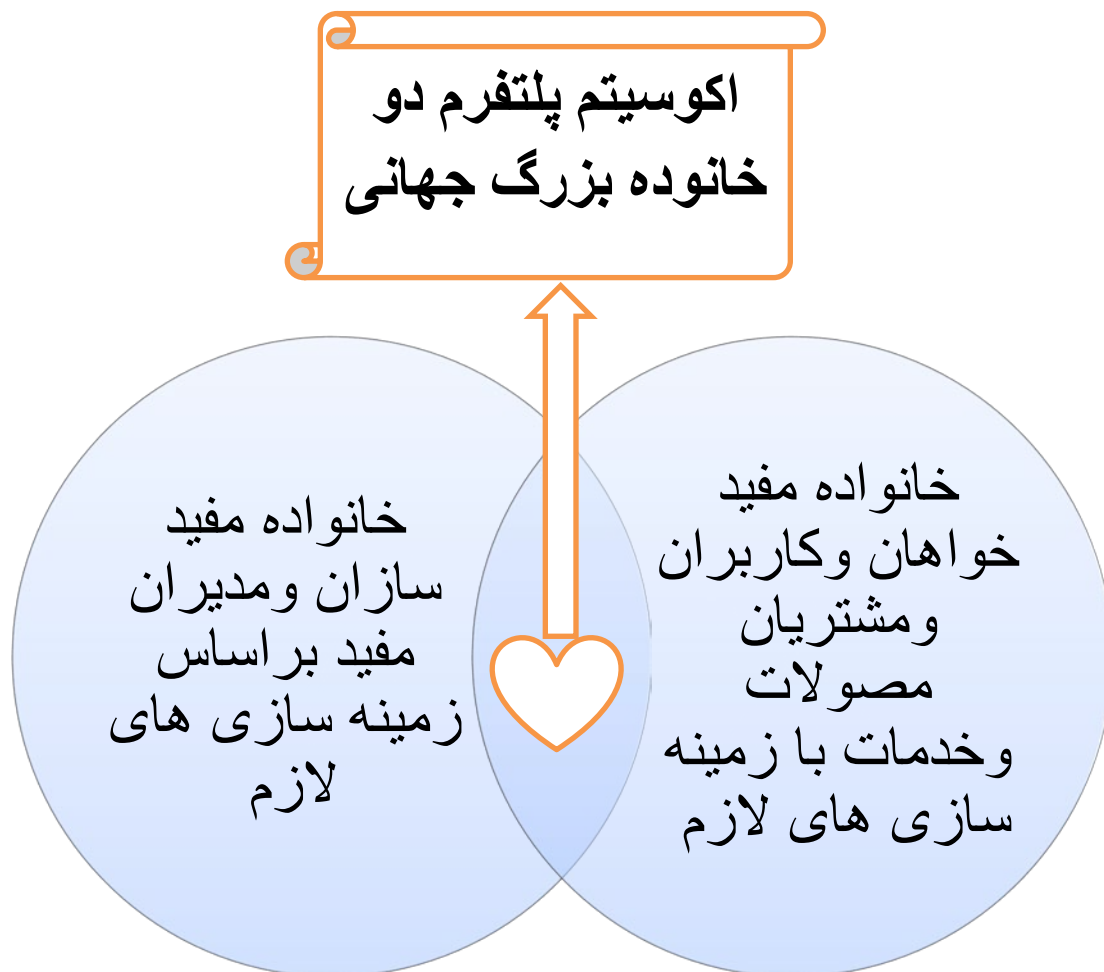 اکوسیتم پلتفرم دو
خانوده بزرگ جهانی
خانواده مفید
خواهان وکاربران
ومشتریان
مصولات
وخدمات با زمینه
سازی های لازم
خانواده مفید
سازان ومدیران
مفید براساس
زمینه سازی های
لازم